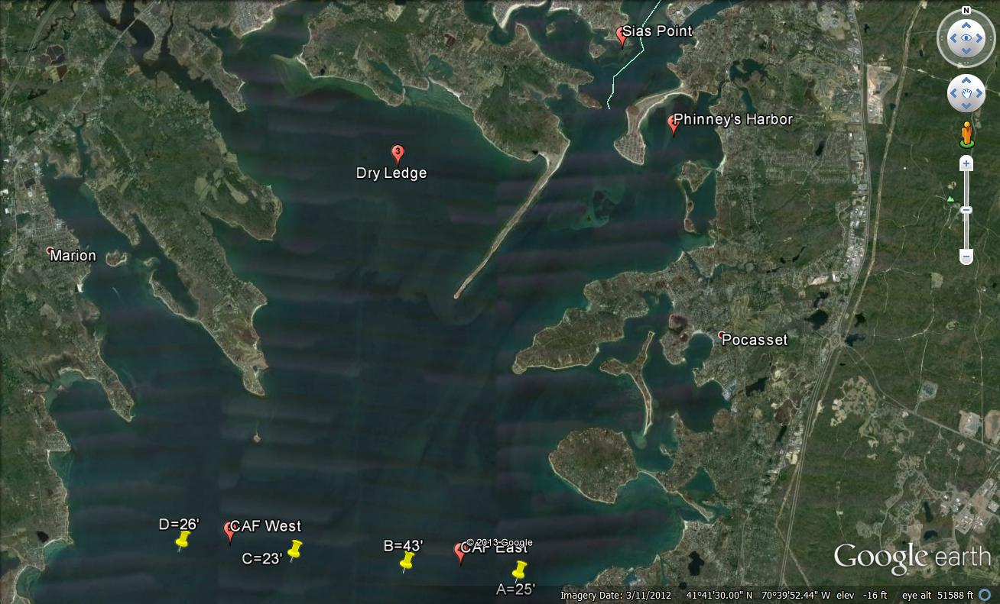 N
Sias Point
Phinney's Harbor
3
Dry Ledge
Marion
Pocasset
D=26'
CAF West
C=23'
B=43'
© 2013 Google
CAF East
A=25'
Google earth
Imagery Date: 3/11/2012 41°41'30.00" N 70°39'52.44" W elev -16 ft eye alt 51588 ft